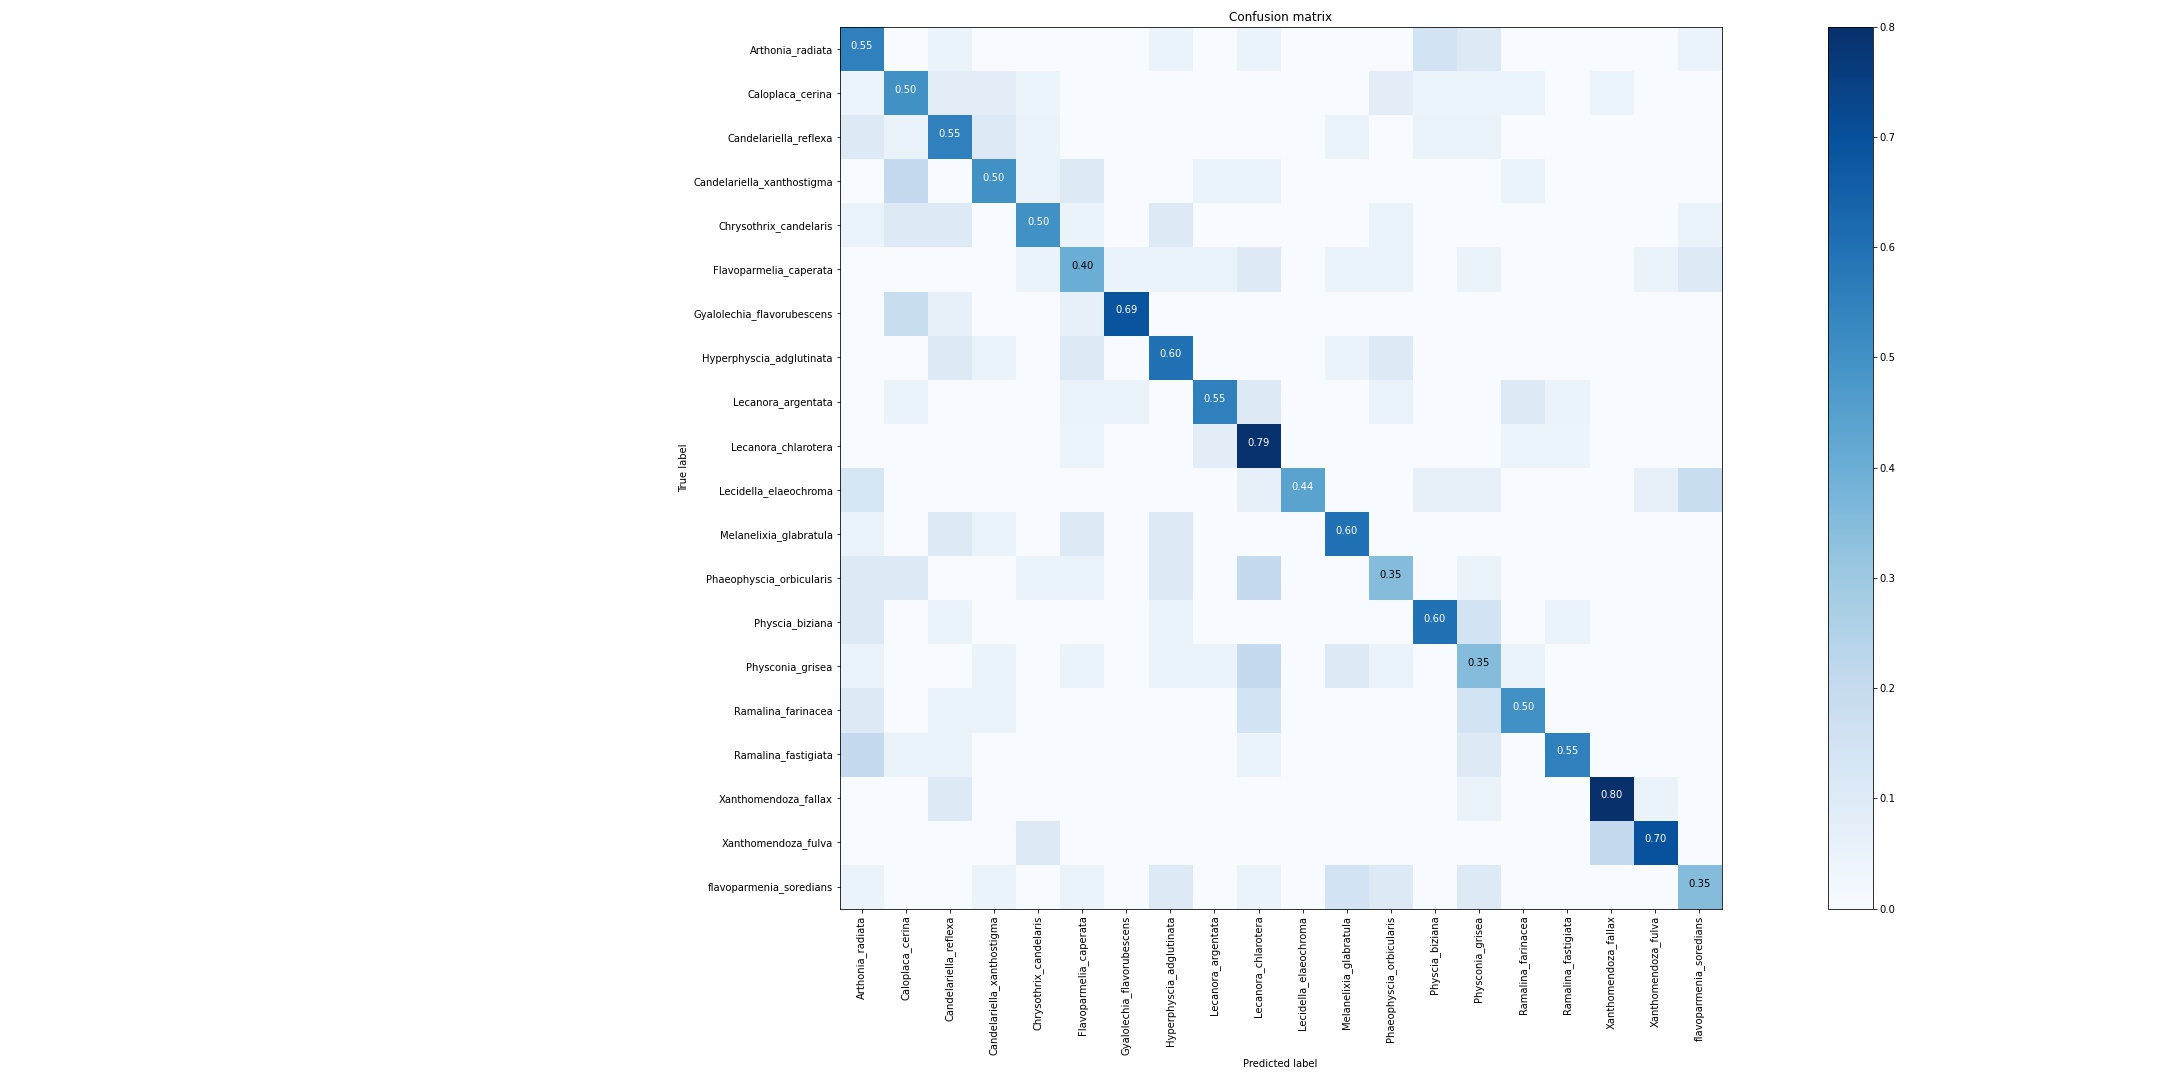 Confusion matrix
True label
Arthonia_radiata
Caloplaca_cerina
Candelariella_reflexa
Candelariella_xanthostigma
Chrysothrix_candelaris
Flavoparmelia_caperata
Gyalolechia_flavorubescens
Hyperphyscia_adglutinata
Lecanora_argentata
Lecanora_chlarotera
Lecidella_elaeochroma
Melanelixia_glabratula
Phaeophyscia_orbicularis
Physcia_biziana
Physconia_grisea
Ramalina_farinacea
Ramalina_fastigiata
Xanthomendoza_fallax
Xanthomendoza_fulva
flavoparmenia_soredians
0.55
0.50
0.55
0.50
0.50
0.40
0.69
0.60
0.55
0.79
0.44
0.60
0.35
0.60
0.35
0.50
0.55
0.80
0.70
0.35
Arthonia_radiata
Caloplaca_cerina
Candelariella_reflexa
Candelariella_xanthostigma
Chrysothrix_candelaris
Flavoparmelia_caperata
Gyalolechia_flavorubescens
Hyperphyscia_adglutinata
Lecanora_argentata
Lecanora_chlarotera
Lecidella_elaeochroma
Melanelixia_glabratula
Phaeophyscia_orbicularis
Physcia_biziana
Physconia_grisea
Ramalina_farinacea
Ramalina_fastigiata
Xanthomendoza_fallax
Xanthomendoza_fulva
flavoparmenia_soredians
Predicted label
0.8
0.7
0.6
0.5
0.4
0.3
0.2
0.1
0.0